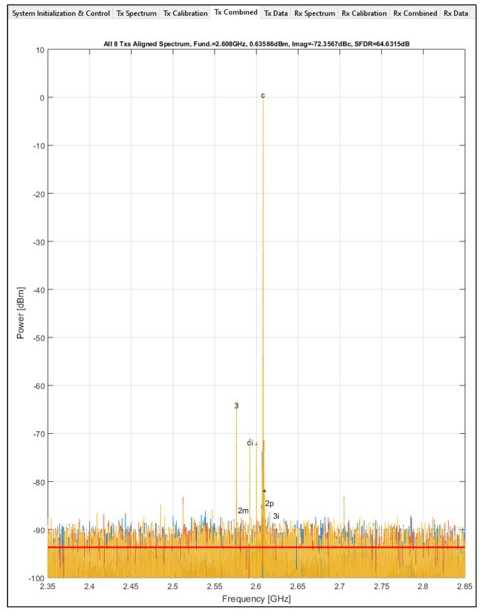 System Initialization & Control Tx Spectrum Tx Calibration Tx Combined Tx Data Rx Spectrum Rx Calibration Rx Combined Rx Data
All 8 Txs Aligned Spectrum, Fund.=2.608GHz, 0.63586dBm, Imag=-72.3567dBc, SFDR=64.6315dB
10
c
0
-10
-20
-30
-40
-50
Power [dBm]
-60
3
-70
ci
-80
2p
2m
3i
-90
-100
2.35 2.4 2.45 2.5 2.55 2.6 2.65 2.7 2.75 2.8 2.85
Frequency [GHz]